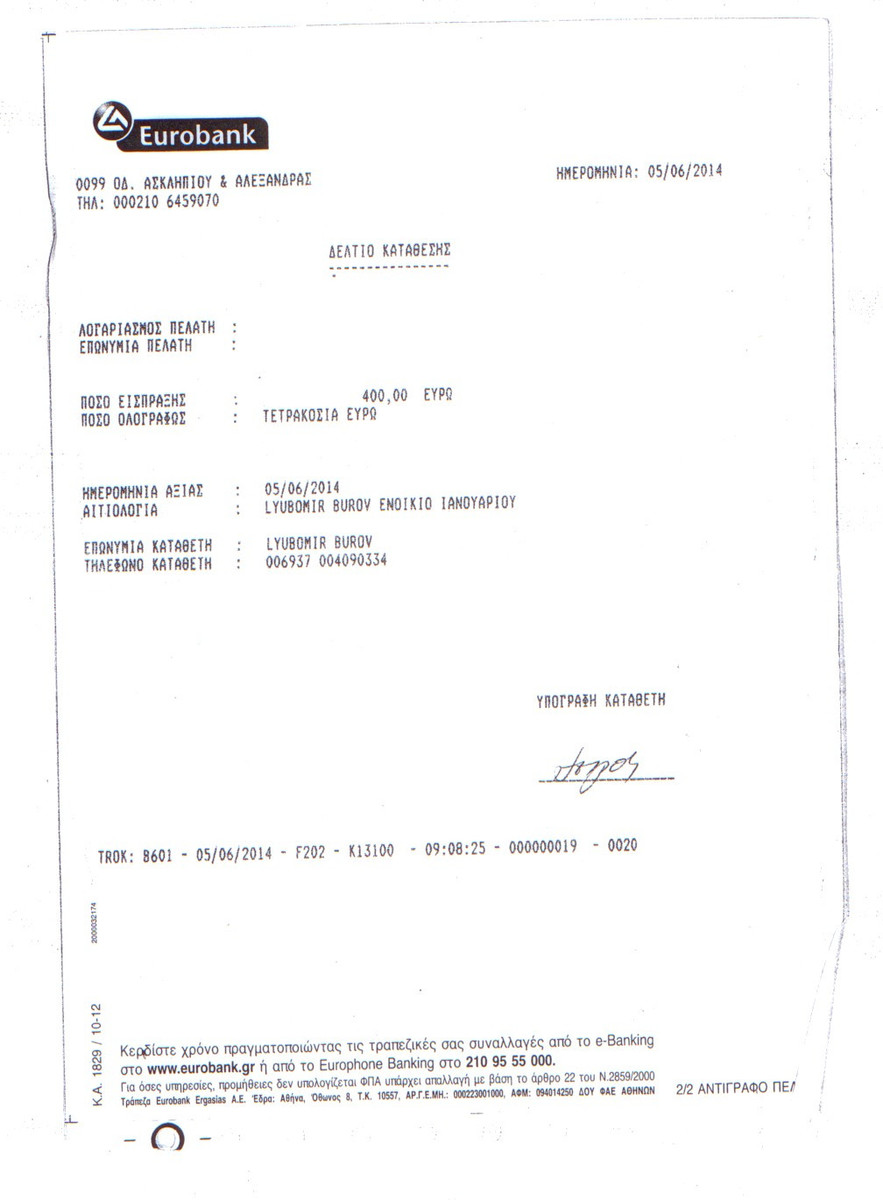 Eurobank
0099 ΟΔ. ΑΣΚΛΗΠΙΟΥ & ΑΛΕΞΑΝΔΡΑΣ
ΤΗΛ: 000210 6459070
ΗΜΕΡΟΜΗΝΙΑ: 05/06/2014
ΔΕΛΤΙΟ ΚΑΤΑΘΕΣΗΣ
ΛΟΓΑΡΙΑΣΜΟΣ ΠΕΛΑΤΗ :
ΕΠΩΝΥΜΙΑ ΠΕΛΑΤΗ :
ΠΟΣΟ ΕΙΣΠΡΑΞΗΣ : 400,00 ΕΥΡΩ
ΠΟΣΟ ΟΛΟΓΡΑΦΩΣ : ΤΕΤΡΑΚΟΣΙΑ ΕΥΡΩ
ΗΜΕΡΟΜΗΝΙΑ ΑΞΙΑΣ : 05/06/2014
ΑΙΤΙΟΛΟΓΙΑ : LYUBOMIR BUROV ΕΝΟΙΚΙΟ ΙΑΝΟΥΑΡΙΟΥ
ΕΠΩΝΥΜΙΑ ΚΑΤΑΘΕΤΗ : LYUBOMIR BUROV
ΤΗΛΕΦΩΝΟ ΚΑΤΑΘΕΤΗ : 006937 004090334
ΥΠΟΓΡΑΦΗ ΚΑΤΑΘΕΤΗ
TROK: 8601 - 05/06/2014 - F202 - K13100 - 09:08:25 - 000000019 - 0020
2000032174
Κ.Α. 1829 / 10-12
Κερδίστε χρόνο πραγματοποιώντας τις τραπεζικές σας συναλλαγές από το e-Banking
στο www.eurobank.gr ή από το Europhone Banking στο 210 95 55 000.
Για όσες υπηρεσίες, προμήθειες δεν υπολογίζεται ΦΠΑ υπάρχει απαλλαγή με βάση το άρθρο 22 του Ν.2859/2000
Τράπεζα Eurobank Ergasias Α.Ε. Έδρα: Αθήνα, Όθωνος 8, Τ.Κ. 10557, ΑΡ.Γ.Ε.ΜΗ.: 000223001000, ΑΦΜ: 094014250 ΔΟΥ ΦΑΕ ΑΘΗΝΩΝ
2/2 ΑΝΤΙΓΡΑΦΟ ΠΕΛ